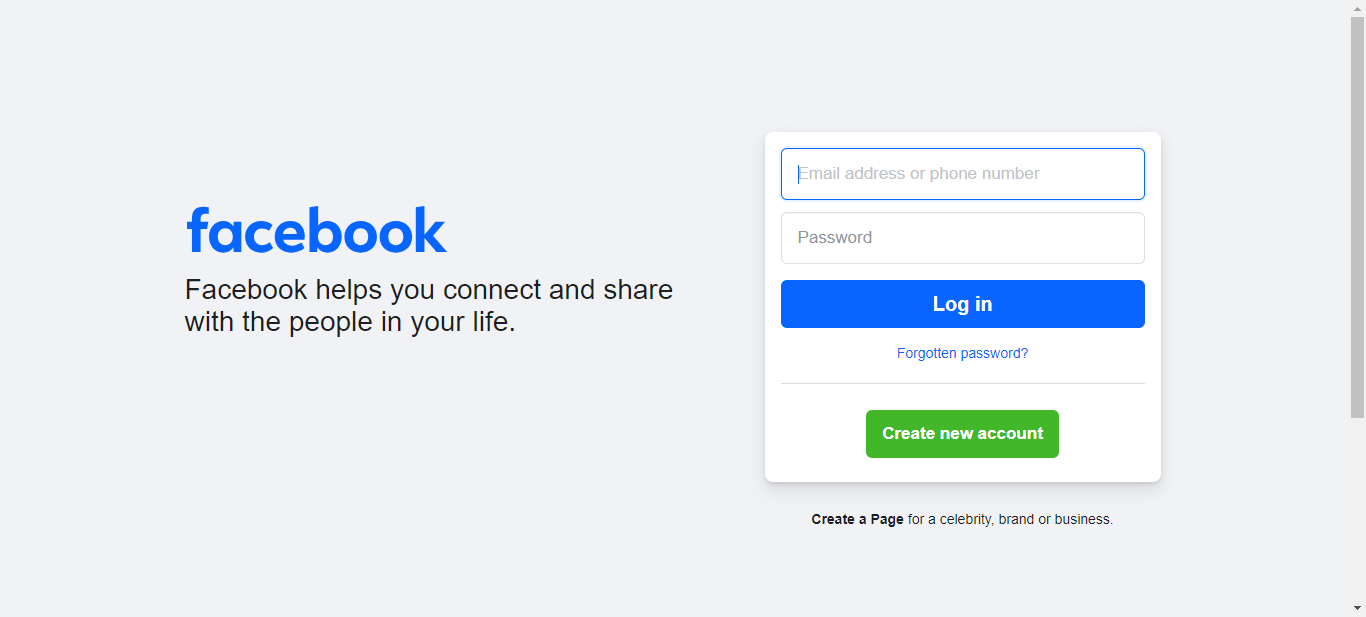 facebook
Facebook helps you connect and share
with the people in your life.
Email address or phone number
Password
Log in
Forgotten password?
Create new account
Create a Page for a celebrity, brand or business.